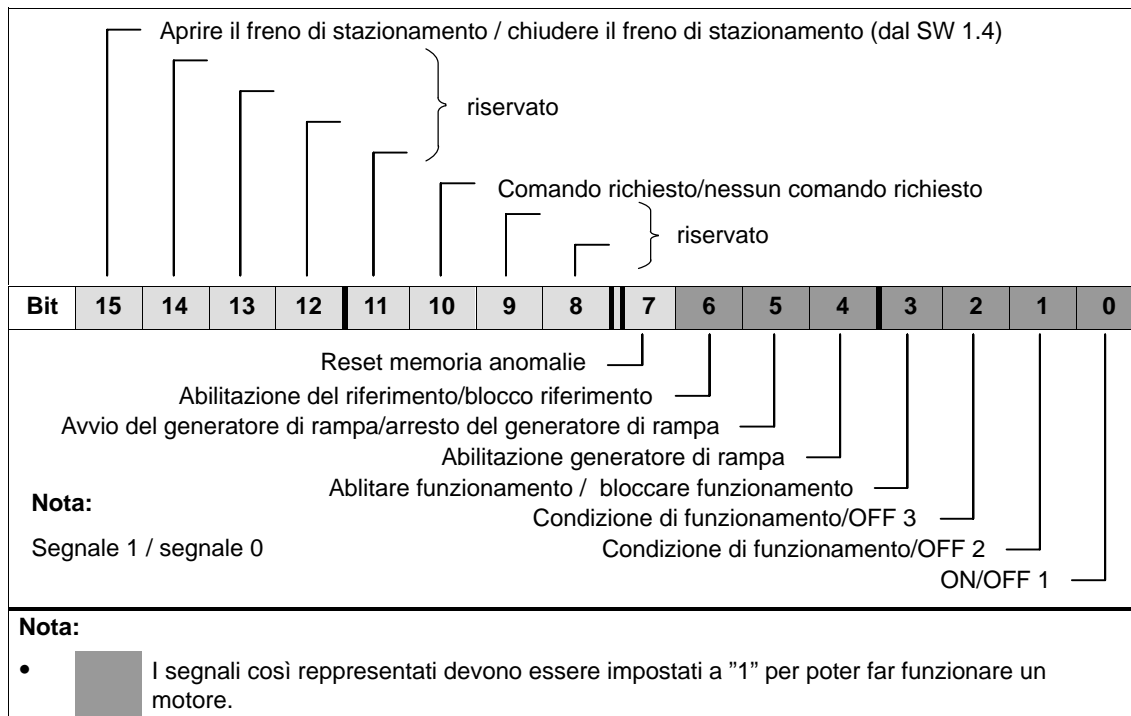 Aprire il freno di stazionamento / chiudere il freno di stazionamento (dal SW 1.4)
riservato
Comando richiesto/nessun comando richiesto
riservato
Bit 15 14 13 12 11 10 9 8 7 6 5 4 3 2 1 0
Reset memoria anomalie
Abilitazione del riferimento/blocco riferimento
Avvio del generatore di rampa/arresto del generatore di rampa
Abilitazione generatore di rampa
Ablitare funzionamento / bloccare funzionamento
Nota:
Condizione di funzionamento/OFF 3
Segnale 1 / segnale 0
Condizione di funzionamento/OFF 2
ON/OFF 1
Nota:
• I segnali così reppresentati devono essere impostati a ”1” per poter far funzionare un
motore.